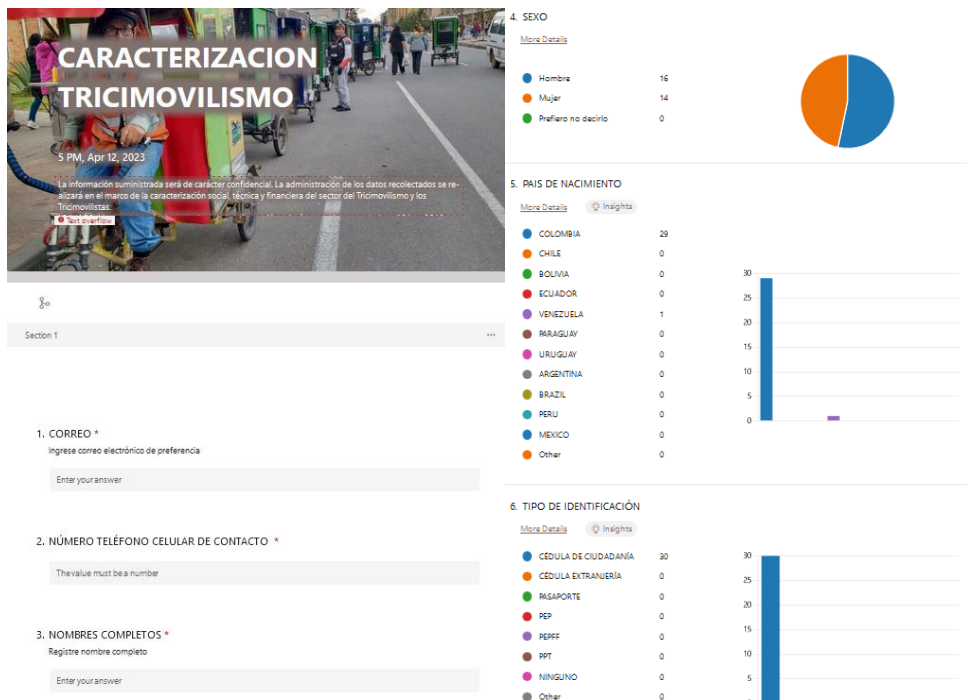 CARACTERIZACION
TRICIMOVILISMO
5 PM, Apr 12, 2023
La información suministrada será de carácter confidencial. La administración de los datos recolectados se re-
alizará en el marco de la caracterización social, técnica y financiera del sector del Tricimovilismo y los
Tricimovilistas.
Text overflow
Section 1
...
1. CORREO *
Ingrese correo electrónico de preferencia
Enter your answer
2. NÚMERO TELÉFONO CELULAR DE CONTACTO *
The value must be a number
3. NOMBRES COMPLETOS *
Registre nombre completo
Enter your answer
4. SEXO
More Details
Hombre 16
Mujer 14
Prefiero no decirlo 0
5. PAIS DE NACIMIENTO
More Details Insights
COLOMBIA 29
CHILE 0
BOLIVIA 0
ECUADOR 0
VENEZUELA 1
PARAGUAY 0
URUGUAY 0
ARGENTINA 0
BRAZIL 0
PERU 0
MEXICO 0
Other 0
30
25
20
15
10
5
0
6. TIPO DE IDENTIFICACIÓN
More Details Insights
CÉDULA DE CIUDADANÍA 30
CÉDULA EXTRANJERÍA 0
PASAPORTE 0
PEP 0
PEPFF 0
PPT 0
NINGUNO 0
Other 0
30
25
20
15
10
5